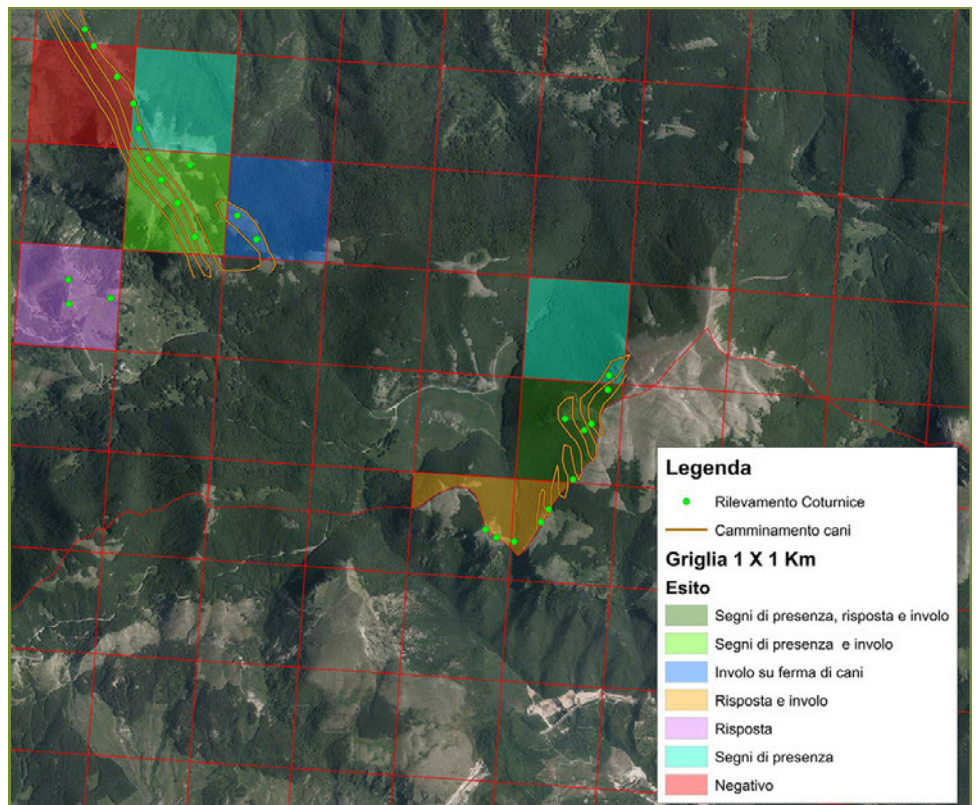 Legenda
Rilevamento Coturnice
Camminamento cani
Griglia 1 X 1 Km
Esito
Segni di presenza, risposta e involo
Segni di presenza e involo
Involo su ferma di cani
Risposta e involo
Risposta
Segni di presenza
Negativo